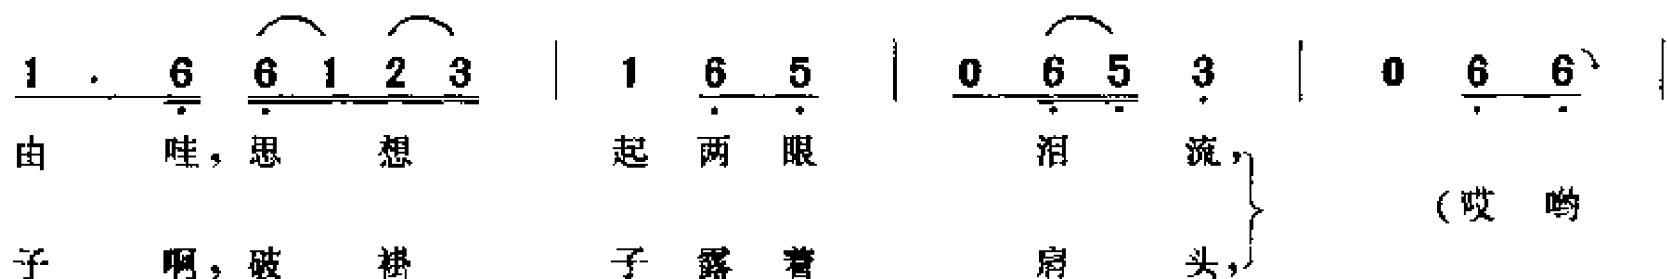 1 . 6 6 1 2 3 | 1 6 5 | 0 6 5 3 | 0 6 6 |
由 哇，思 想 起 两 眼 泪 流，
（哎 哟
子 啊，破 褂 子 露 着 肩 头，